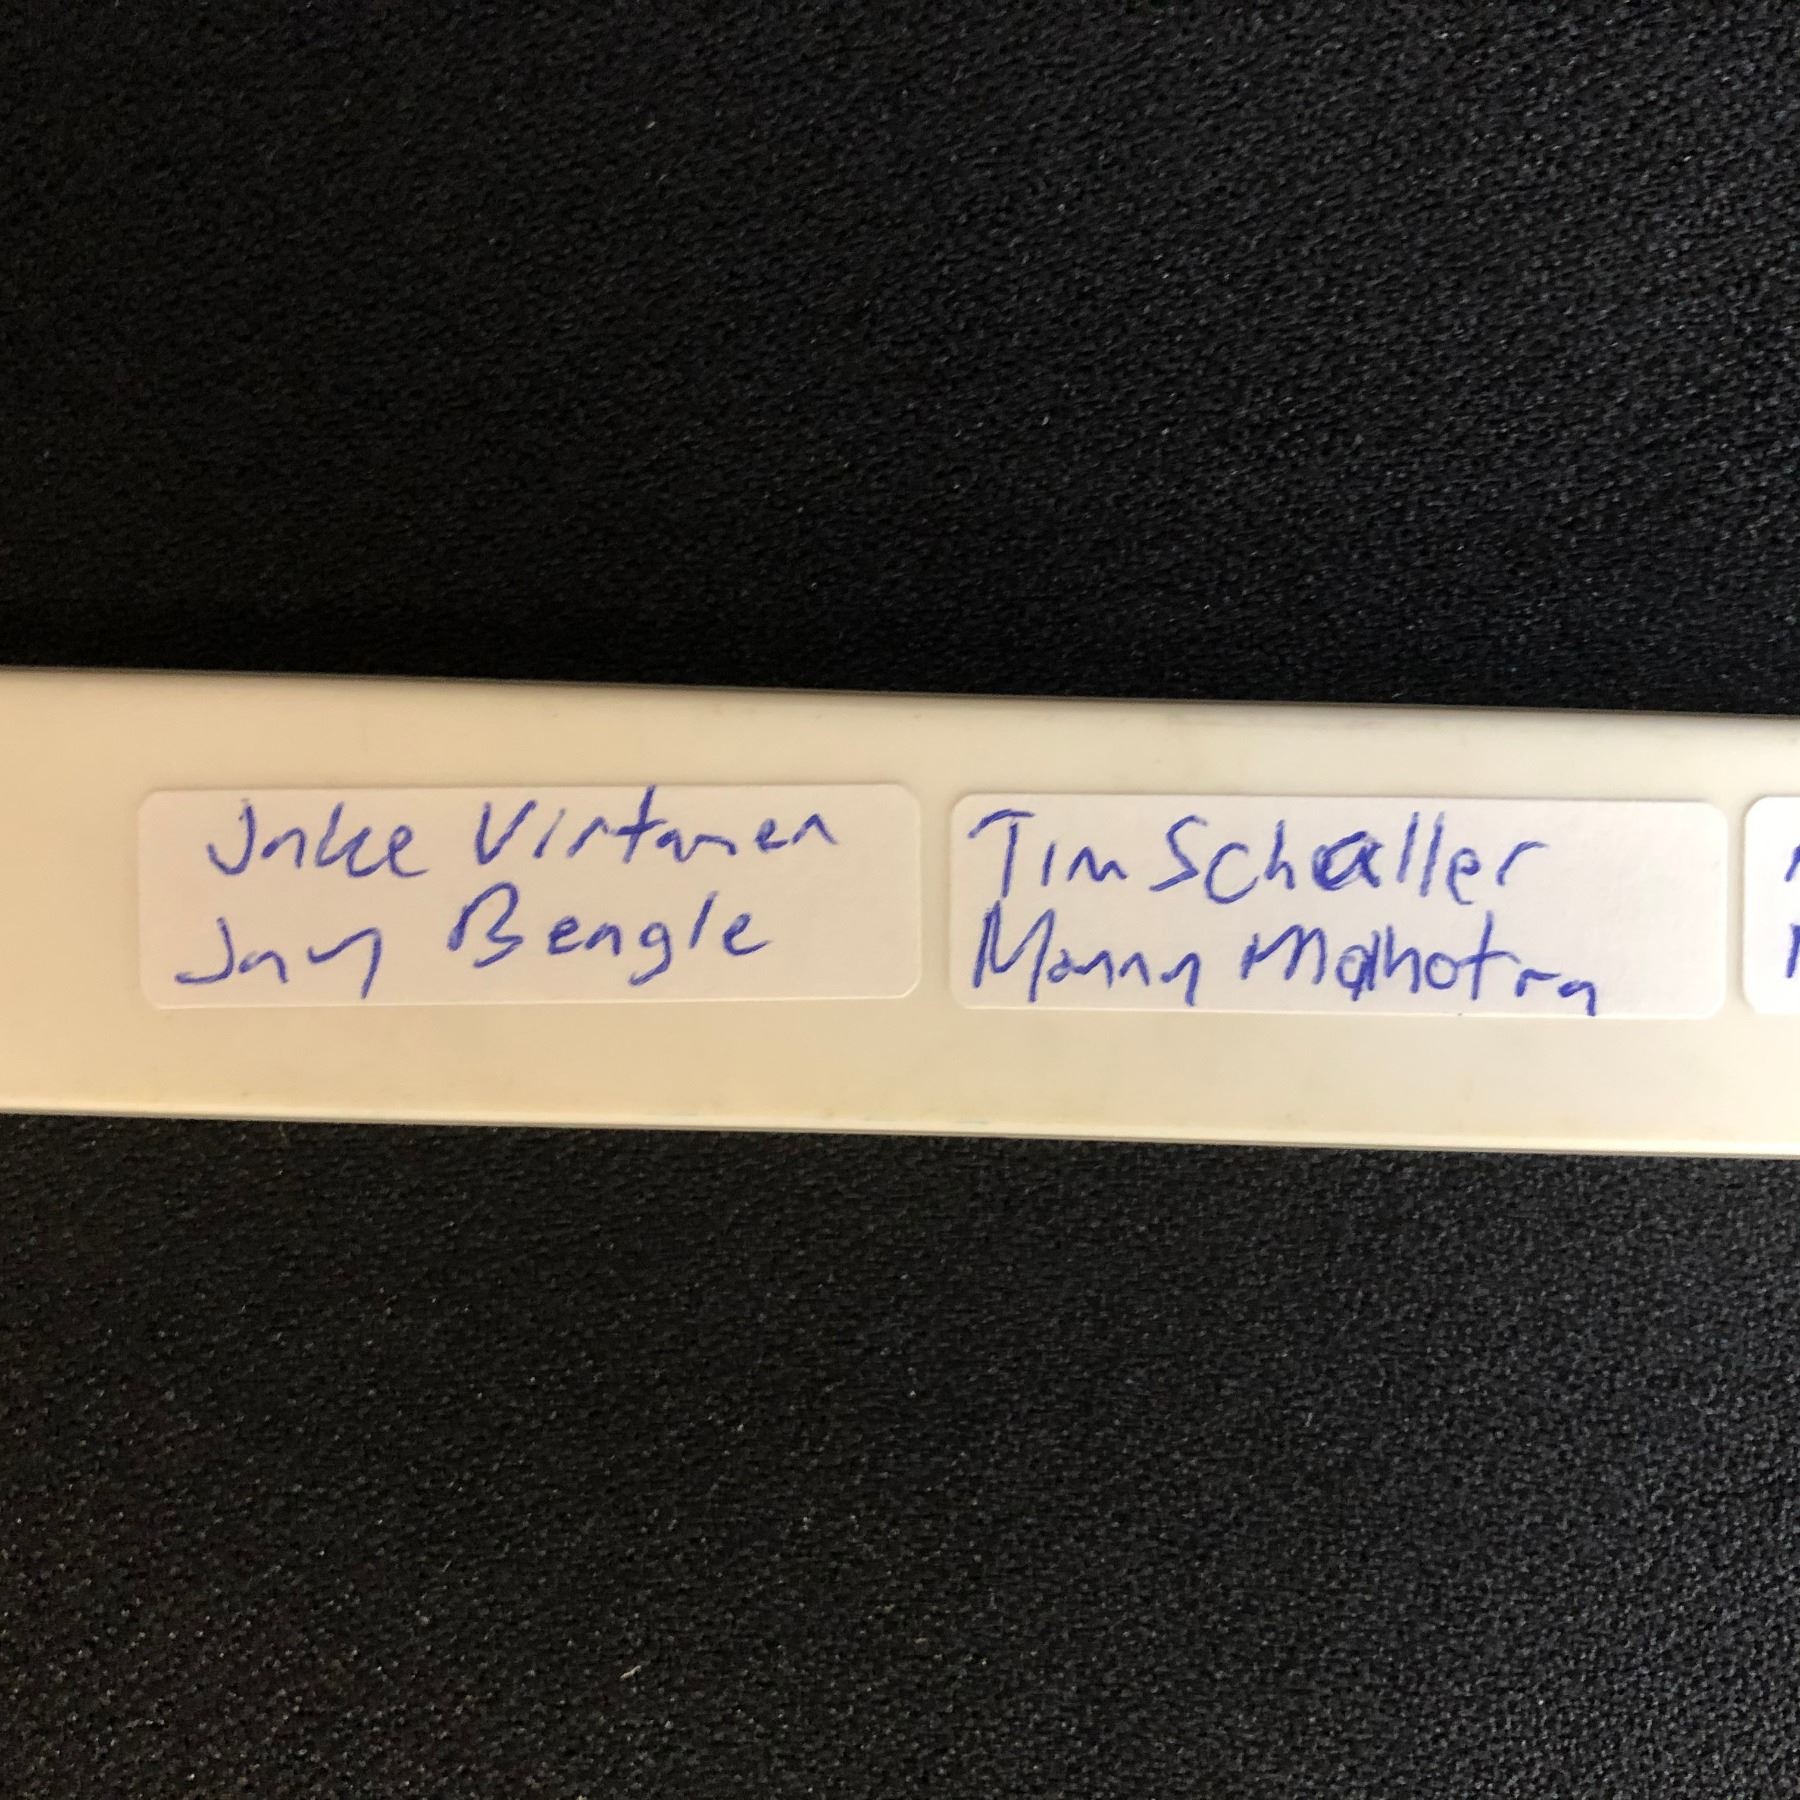 Jake Virtanen
Jay Beagle
Tim Schaller
Manny Malhotra